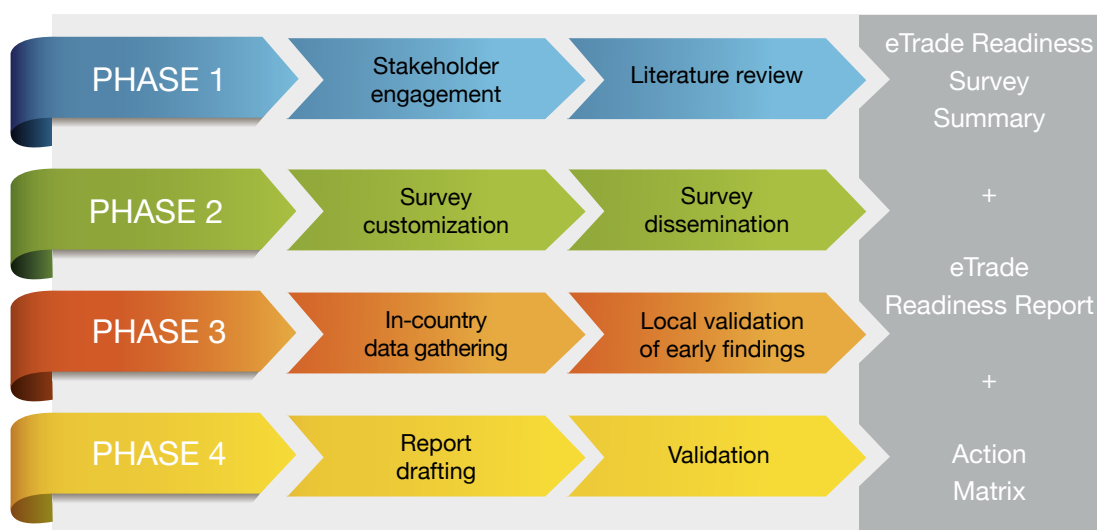 PHASE 1
Stakeholder
engagement
Literature review
PHASE 2
Survey
customization
Survey
dissemination
PHASE 3
In-country
data gathering
Local validation
of early findings
PHASE 4
Report
drafting
Validation
eTrade Readiness
Survey
Summary
+
eTrade
Readiness Report
+
Action
Matrix